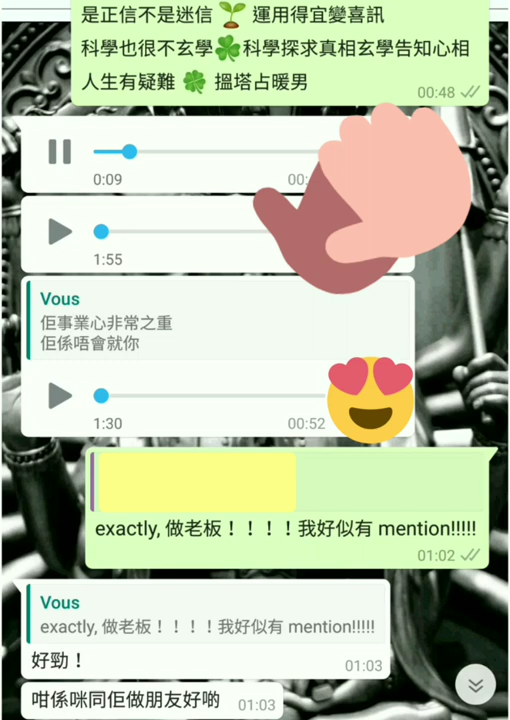 是正信不是迷信 🌱 運用得宜變喜訊
科學也很不玄學🍀科學探求真相玄學告知心相
人生有疑難 🍀 搵塔占暖男
00:48
0:09
00:
1:55
Vous
佢事業心非常之重
佢係唔會就你
1:30
00:52
exactly, 做老板！！！！我好似有 mention!!!!!
01:02
Vous
exactly, 做老板！！！！我好似有 mention!!!!!
好勁！
01:03
咁係咪同佢做朋友好啲
01:03